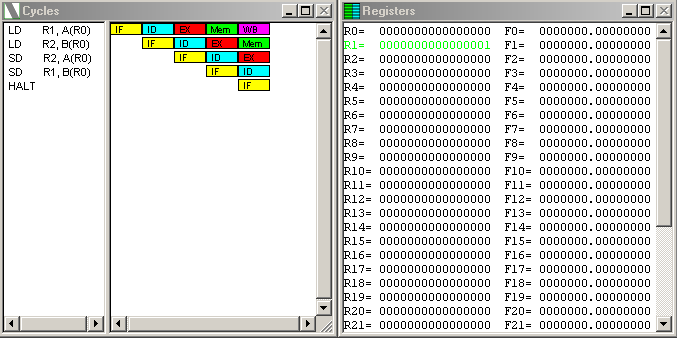 Cycles
LD R1, A(R0) IF ID EX Mem WB
LD R2, B(R0) IF ID EX Mem
SD R2, A(R0) IF ID EX
SD R1, B(R0) IF ID
HALT IF
Registers
R0= 0000000000000000 F0= 0000000.00000000
R1= 0000000000000001 F1= 0000000.00000000
R2= 0000000000000000 F2= 0000000.00000000
R3= 0000000000000000 F3= 0000000.00000000
R4= 0000000000000000 F4= 0000000.00000000
R5= 0000000000000000 F5= 0000000.00000000
R6= 0000000000000000 F6= 0000000.00000000
R7= 0000000000000000 F7= 0000000.00000000
R8= 0000000000000000 F8= 0000000.00000000
R9= 0000000000000000 F9= 0000000.00000000
R10= 0000000000000000 F10= 0000000.00000000
R11= 0000000000000000 F11= 0000000.00000000
R12= 0000000000000000 F12= 0000000.00000000
R13= 0000000000000000 F13= 0000000.00000000
R14= 0000000000000000 F14= 0000000.00000000
R15= 0000000000000000 F15= 0000000.00000000
R16= 0000000000000000 F16= 0000000.00000000
R17= 0000000000000000 F17= 0000000.00000000
R18= 0000000000000000 F18= 0000000.00000000
R19= 0000000000000000 F19= 0000000.00000000
R20= 0000000000000000 F20= 0000000.00000000
R21= 0000000000000000 F21= 0000000.00000000